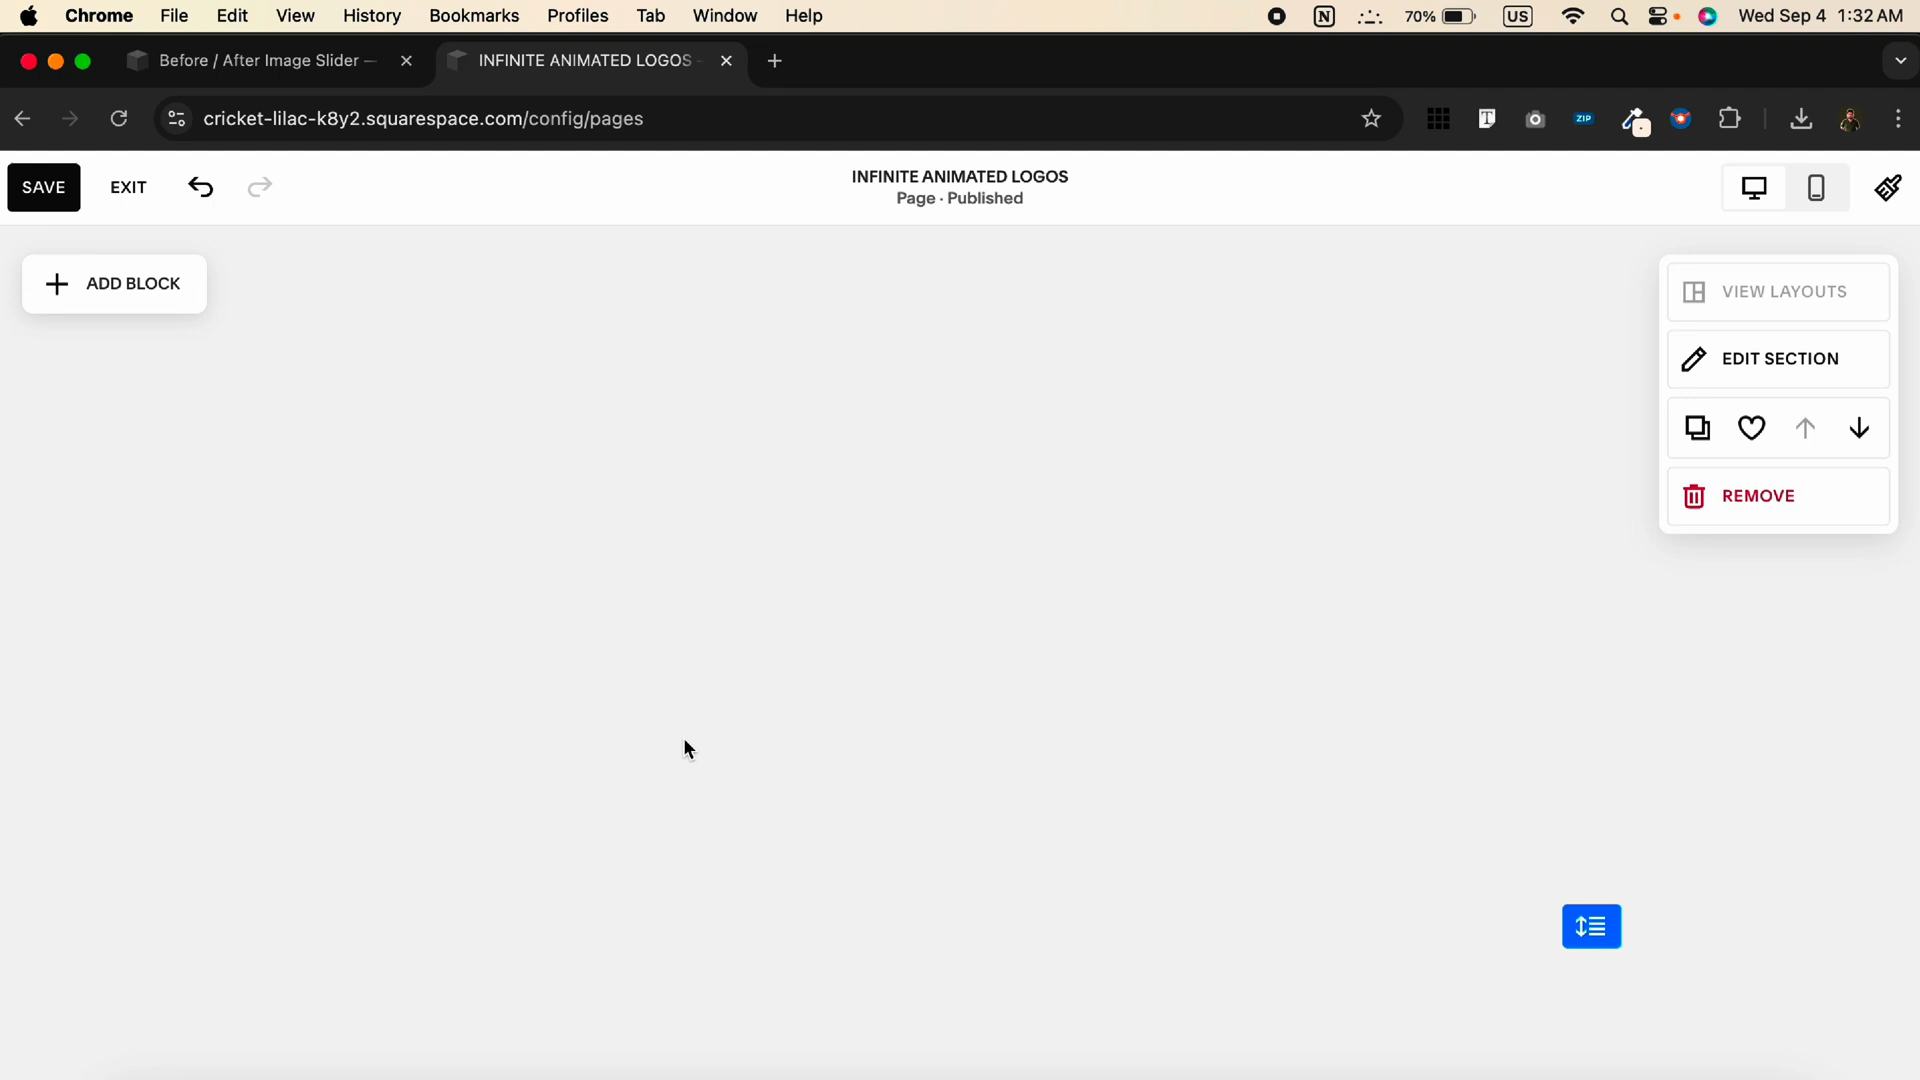 Chrome File Edit View History Bookmarks Profiles Tab Window Help N 70% US Wed Sep 4 1:32 AM
Before / After Image Slider — INFINITE ANIMATED LOGOS -
cricket-lilac-k8y2.squarespace.com/config/pages T ZIP
SAVE EXIT INFINITE ANIMATED LOGOS
Page · Published
ADD BLOCK
VIEW LAYOUTS
EDIT SECTION
REMOVE